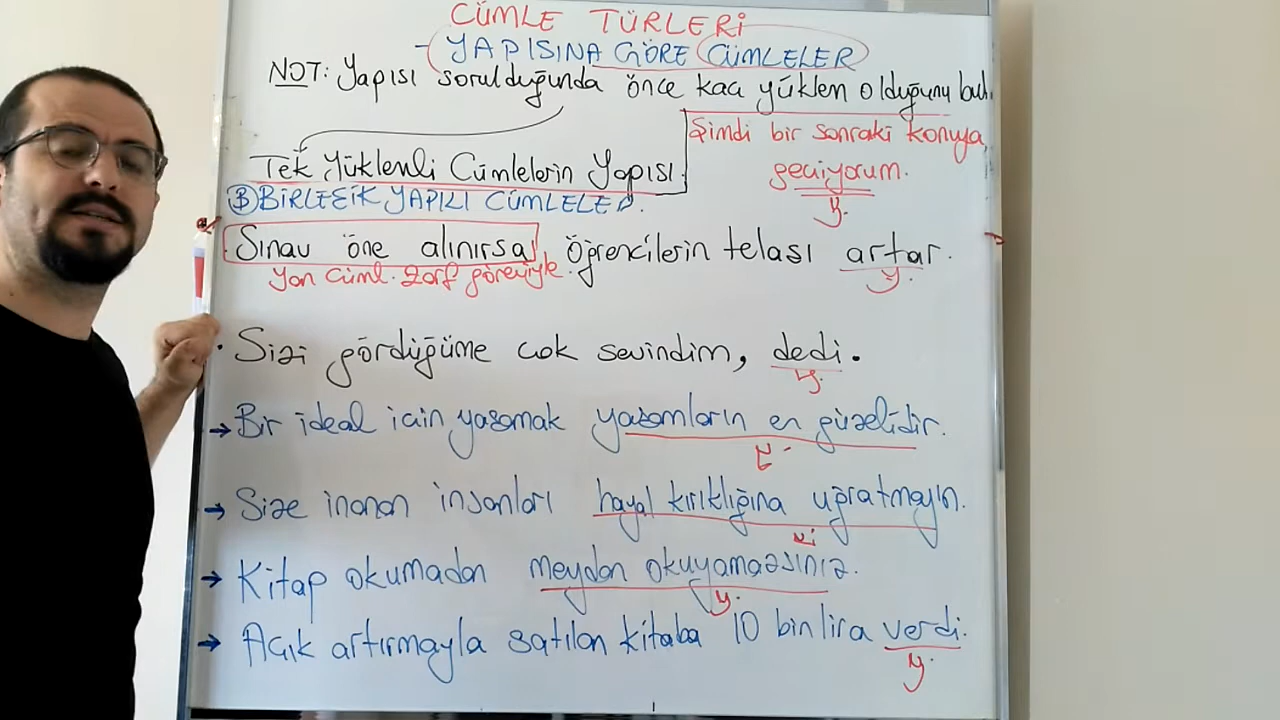 CÜMLE TÜRLERİ
- YAPISINA GÖRE CÜMLELER
NOT: Yapısı sorulduğunda önce kaç yüklem olduğunu bul.
Şimdi bir sonraki konuya
geçiyorum.
y.
Tek Yüklemli Cümlelerin Yapısı
B) BİRLEŞİK YAPILI CÜMLELER.
Sınav öne alınırsa, öğrencilerin telaşı artar.
Yan cüml. zarf göreviyle. y.
• Sizi gördüğüme çok sevindim, dedi.
y.
→ Bir ideal için yaşamak yaşamların en güzelidir.
y.
→ Size inanan insanları hayal kırıklığına uğratmayın.
→ Kitap okumadan meydan okuyamazsınız.
y.
→ Açık artırmayla satılan kitaba 10 bin lira verdi.
y.